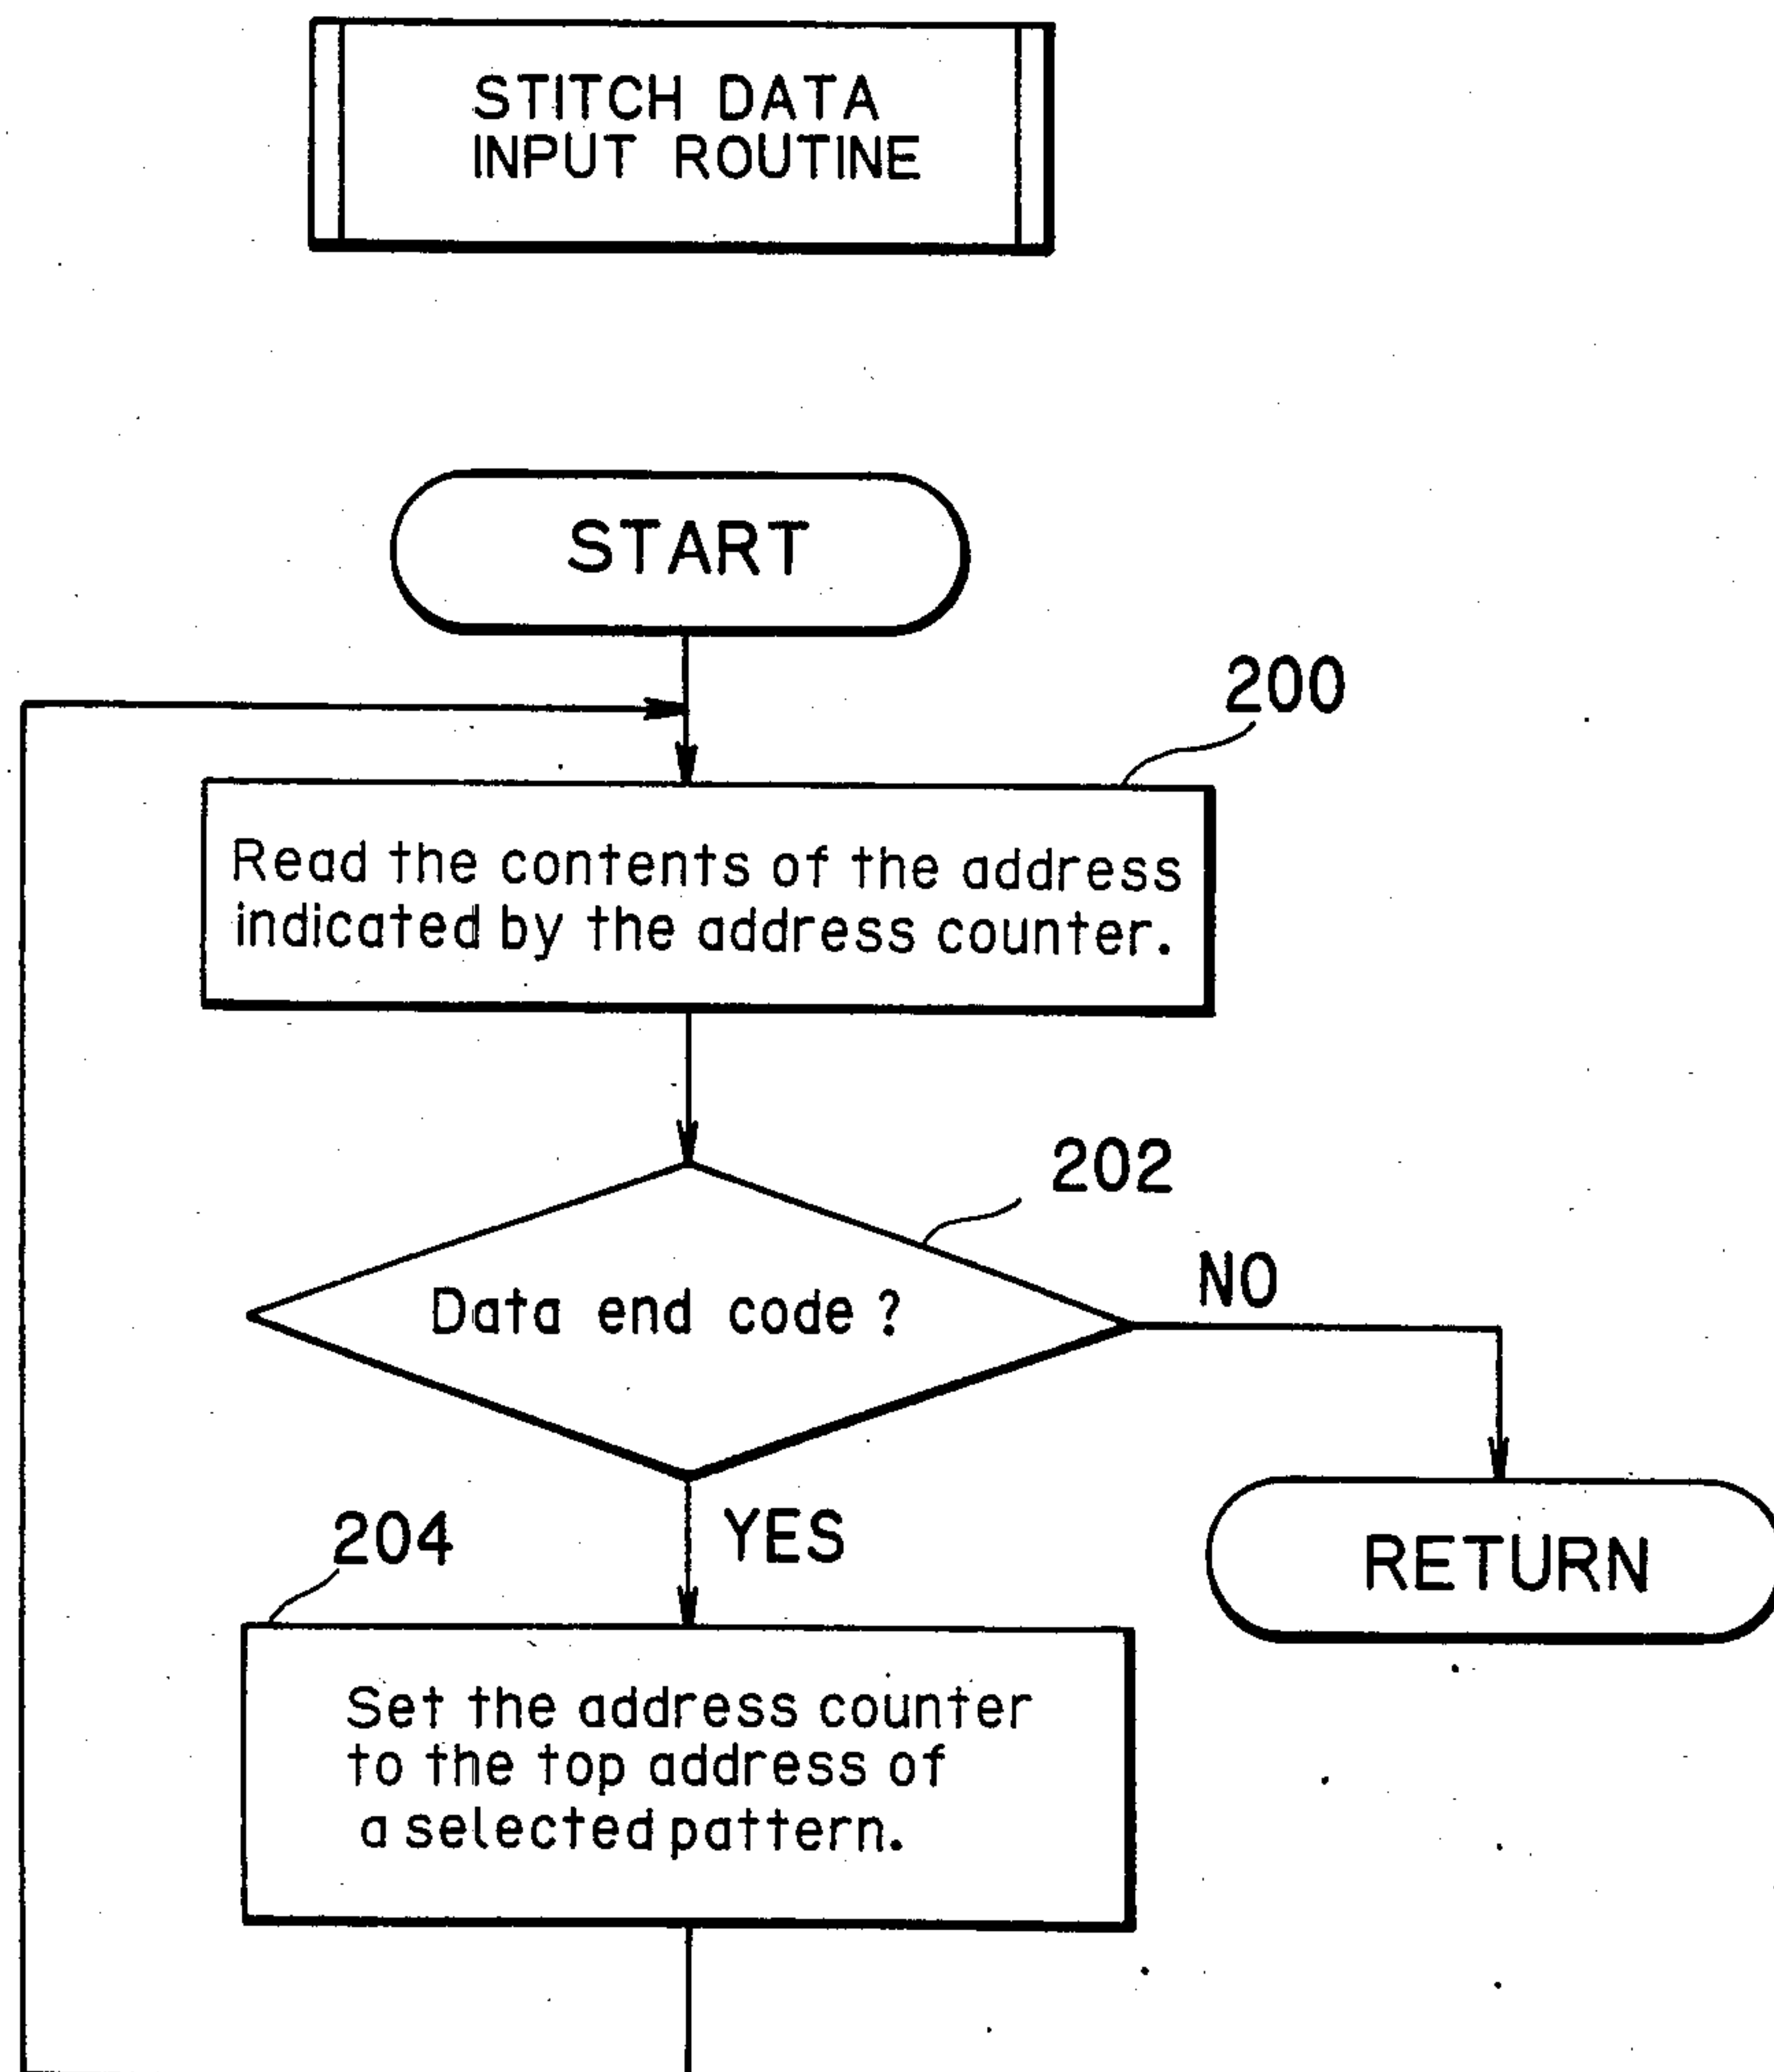 STITCH DATA
INPUT ROUTINE
START
200
Read the contents of the address
indicated by the address counter.
202
Data end code ?
NO
YES
204
RETURN
Set the address counter
to the top address of
a selected pattern.